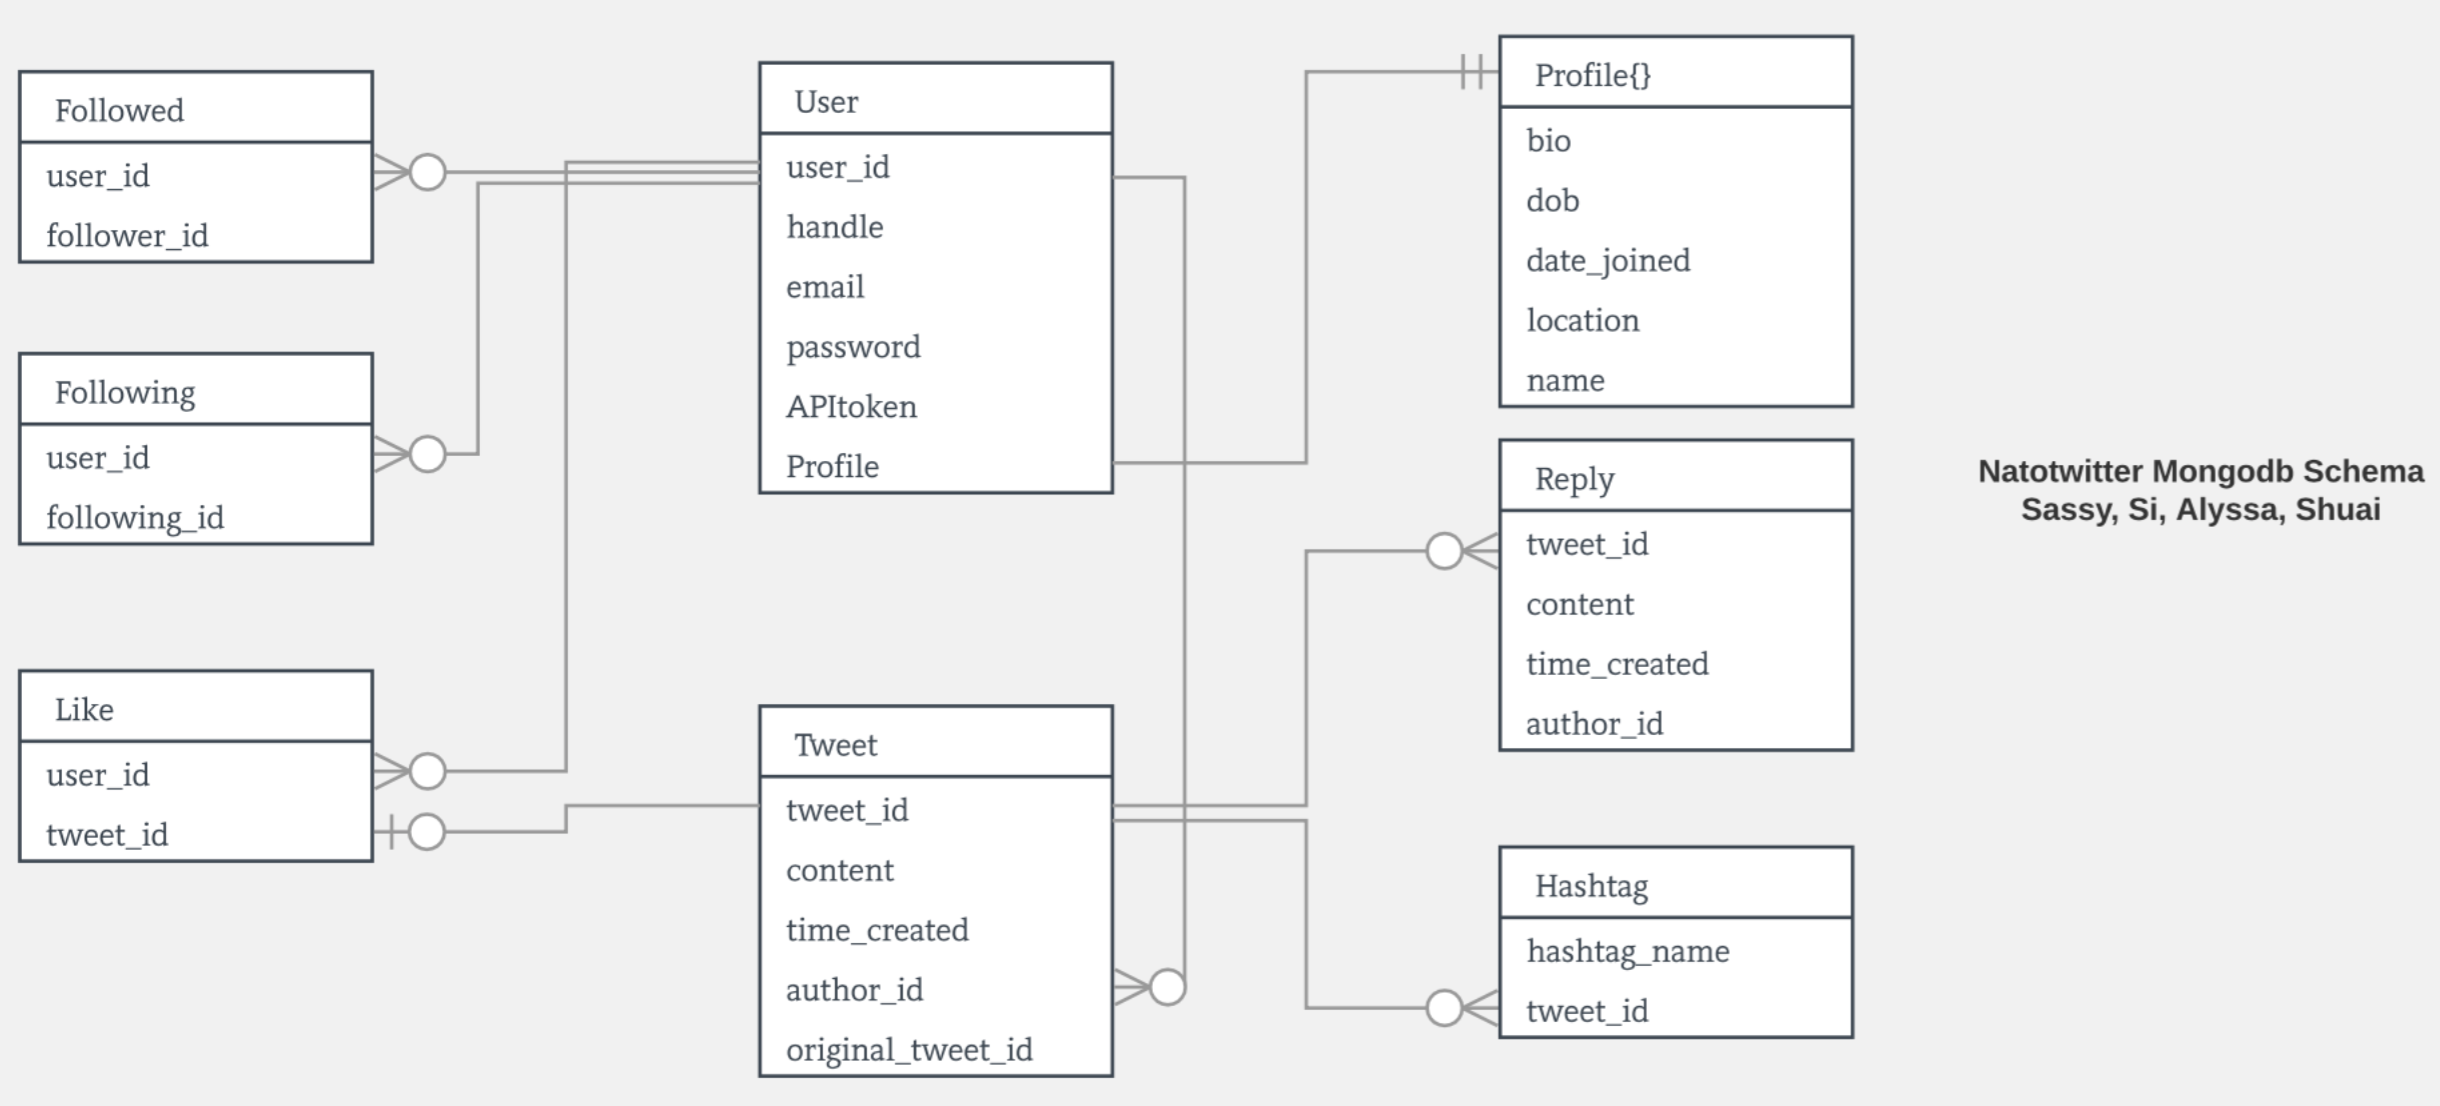 Followed
user_id
follower_id
Following
user_id
following_id
Like
user_id
tweet_id
User
user_id
handle
email
password
APItoken
Profile
Tweet
tweet_id
content
time_created
author_id
original_tweet_id
Profile{}
bio
dob
date_joined
location
name
Reply
tweet_id
content
time_created
author_id
Hashtag
hashtag_name
tweet_id
Natotwitter Mongodb Schema
Sassy, Si, Alyssa, Shuai